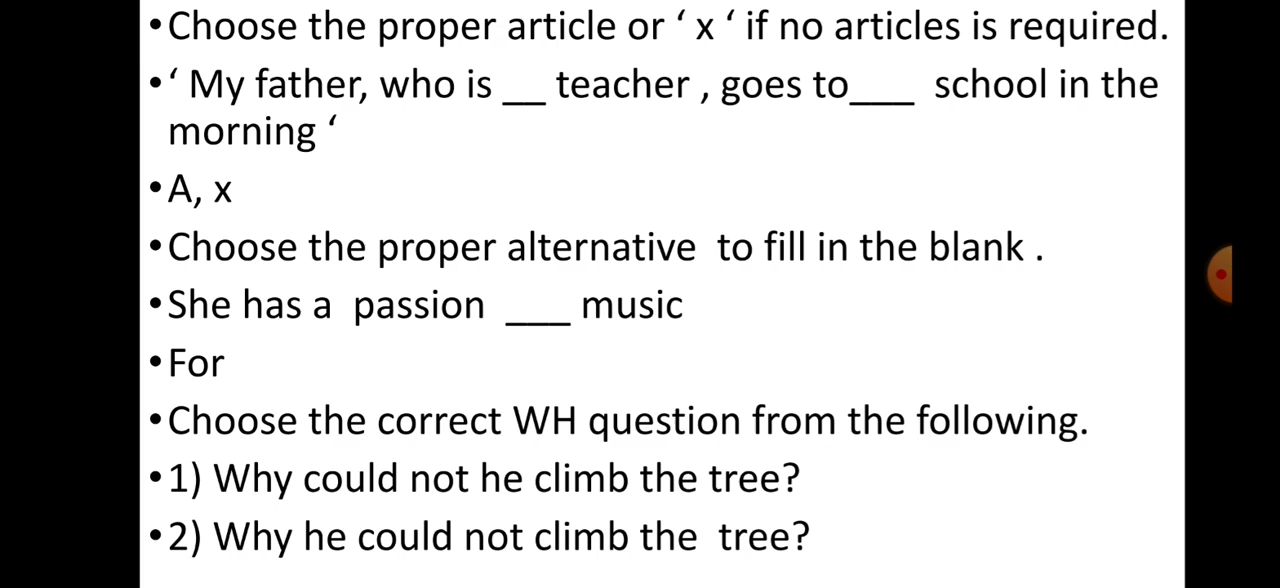 •Choose the proper article or ‘ x ‘ if no articles is required.
•‘ My father, who is __ teacher , goes to___ school in the
morning ‘
•A, x
•Choose the proper alternative to fill in the blank .
•She has a passion ___ music
•For
•Choose the correct WH question from the following.
•1) Why could not he climb the tree?
•2) Why he could not climb the tree?